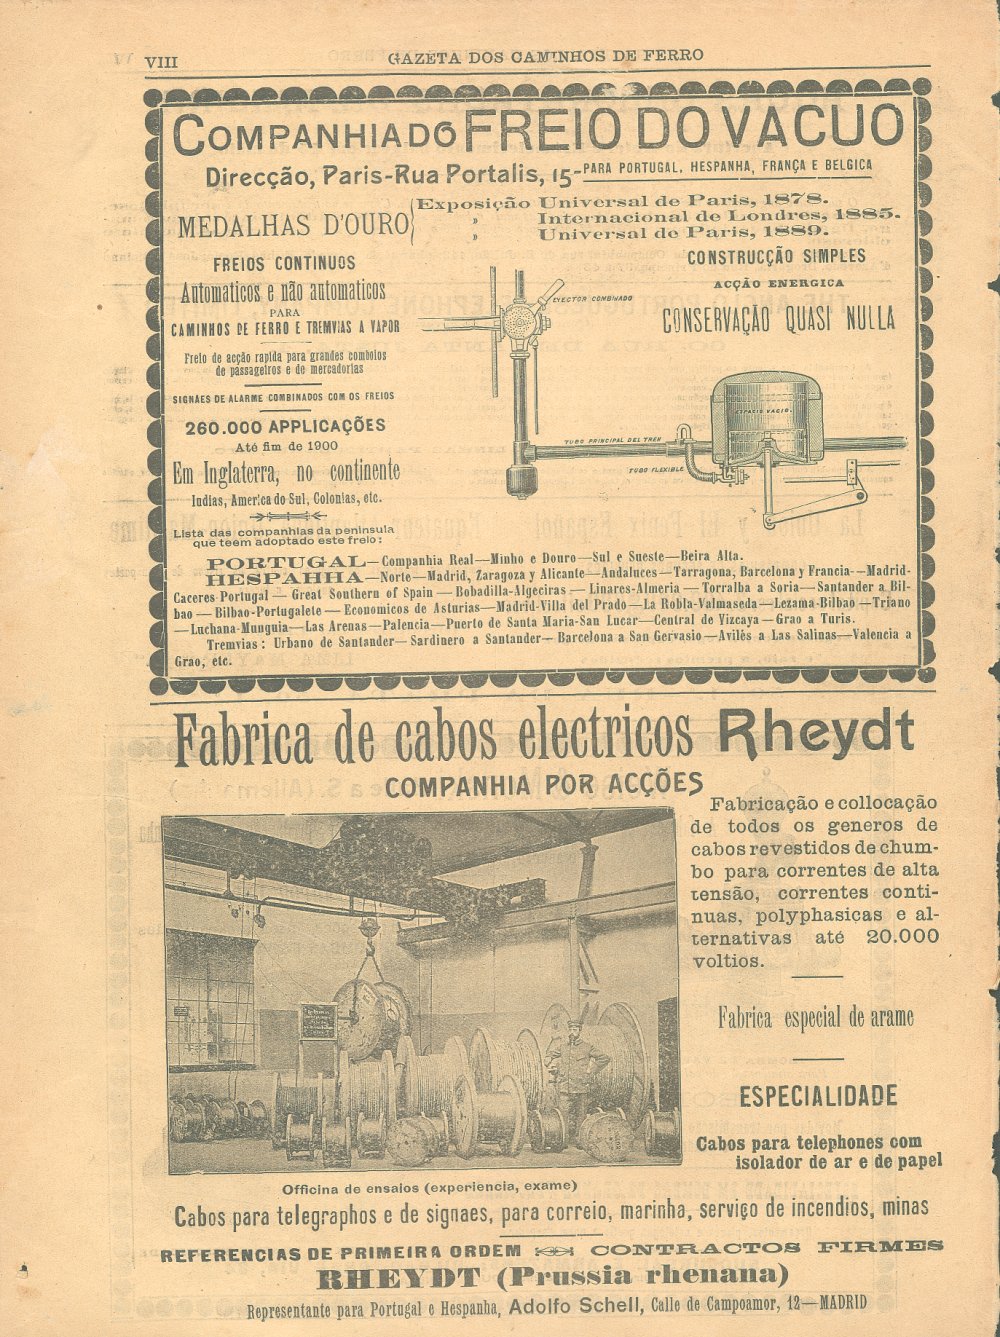 VIII
GAZETA DOS CAMINHOS DE FERRO
COMPANHIA DO FREIO DO VACUO
Direcção, Paris-Rua Portalis, 15-PARA PORTUGAL, HESPANHA, FRANÇA E BELGICA
MEDALHAS D'OURO
Exposição Universal de Paris, 1878.
» Internacional de Londres, 1885.
» Universal de Paris, 1889.
FREIOS CONTINUOS
Automaticos e não automaticos
PARA
CAMINHOS DE FERRO E TREMVIAS A VAPOR
Freio de acção rapida para grandes comboios
de passageiros e de mercadorias
SIGNAES DE ALARME COMBINADOS COM OS FREIOS
260.000 APPLICAÇÕES
Até fim de 1900
Em Inglaterra, no continente
Indias, America do Sul, Colonias, etc.
CONSTRUCÇÃO SIMPLES
ACÇÃO ENERGICA
CONSERVAÇÃO QUASI NULLA
EYECTOR COMBINADO
ESPACIO VACIO
TUBO PRINCIPAL DEL TREN
TUBO FLEXIBLE
Lista das companhias da peninsula
que teem adoptado este freio:
PORTUGAL—Companhia Real—Minho e Douro—Sul e Sueste—Beira Alta.
HESPANHA—Norte—Madrid, Zaragoza y Alicante—Andaluces—Tarragona, Barcelona y Francia--Madrid-
Caceres-Portugal — Great Southern of Spain — Bobadilla-Algeciras — Linares-Almeria — Torralba a Soria—Santander a Bil-
bao — Bilbao-Portugalete — Economicos de Asturias—Madrid-Villa del Prado—La Robla-Valmaseda—Lezama-Bilbao —Triano
—Luchana-Munguia—Las Arenas—Palencia—Puerto de Santa Maria-San Lucar—Central de Vizcaya—Grao a Turis.
Tremvias: Urbano de Santander—Sardinero a Santander—Barcelona a San Gervasio—Avilès a Las Salinas—Valencia a
Grao, etc.
Fabrica de cabos electricos Rheydt
COMPANHIA POR ACÇÕES
Fabricação e collocação
de todos os generos de
cabos revestidos de chum-
bo para correntes de alta
tensão, correntes conti-
nuas, polyphasicas e al-
ternativas até 20.000
voltios.
Fabrica especial de arame
ESPECIALIDADE
Cabos para telephones com
isolador de ar e de papel
Officina de ensaios (experiencia, exame)
Cabos para telegraphos e de signaes, para correio, marinha, serviço de incendios, minas
REFERENCIAS DE PRIMEIRA ORDEM CONTRACTOS FIRMES
RHEYDT (Prussia rhenana)
Representante para Portugal e Hespanha, Adolfo Schell, Calle de Campoamor, 12—MADRID